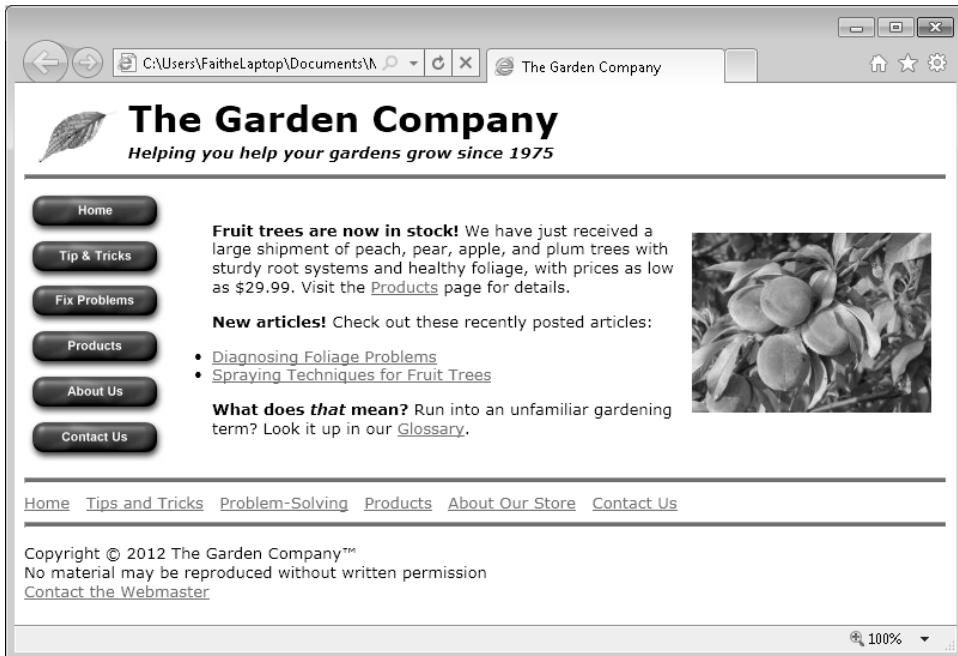 C:\Users\FaitheLaptop\Documents\
The Garden Company
The Garden Company
Helping you help your gardens grow since 1975
Home
Tip & Tricks
Fix Problems
Products
About Us
Contact Us
Fruit trees are now in stock! We have just received a
large shipment of peach, pear, apple, and plum trees with
sturdy root systems and healthy foliage, with prices as low
as $29.99. Visit the Products page for details.
New articles! Check out these recently posted articles:
• Diagnosing Foliage Problems
• Spraying Techniques for Fruit Trees
What does that mean? Run into an unfamiliar gardening
term? Look it up in our Glossary.
Home Tips and Tricks Problem-Solving Products About Our Store Contact Us
Copyright © 2012 The Garden Company™
No material may be reproduced without written permission
Contact the Webmaster
100%